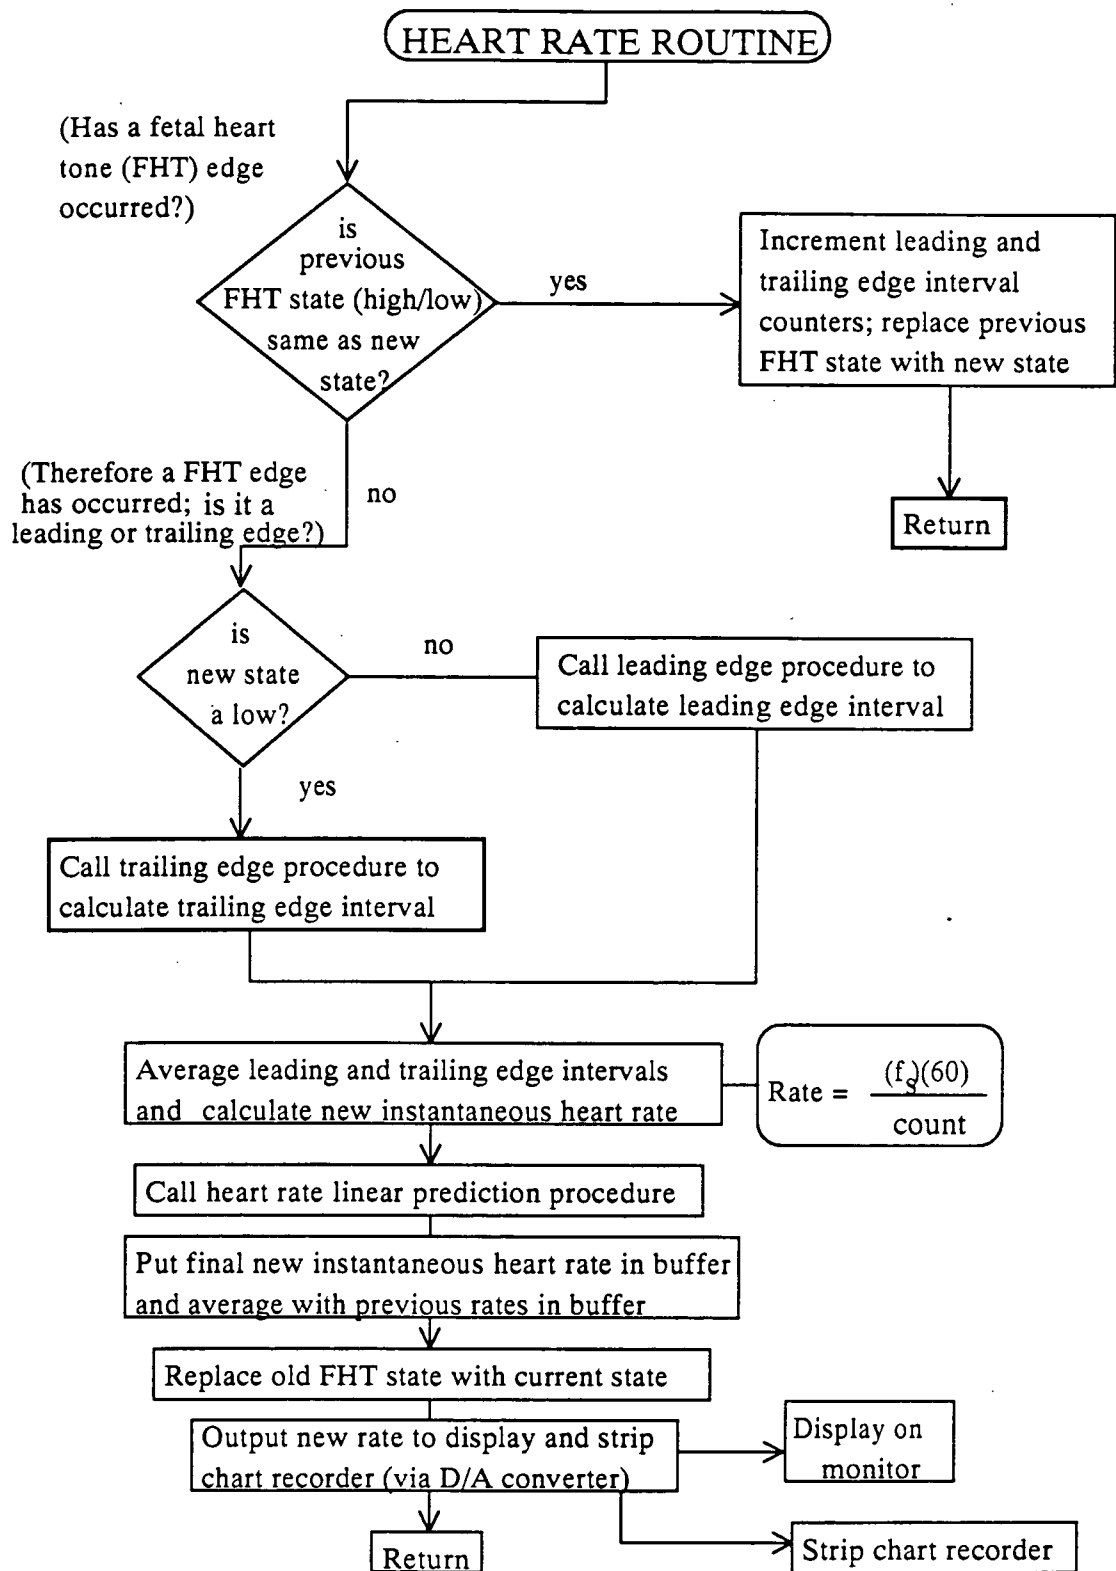 HEART RATE ROUTINE
(Has a fetal heart
tone (FHT) edge
occurred?)
is
previous
FHT state (high/low)
same as new
state?
yes
Increment leading and
trailing edge interval
counters; replace previous
FHT state with new state
Return
(Therefore a FHT edge
has occurred; is it a
leading or trailing edge?)
no
is
new state
a low?
no
Call leading edge procedure to
calculate leading edge interval
yes
Call trailing edge procedure to
calculate trailing edge interval
Average leading and trailing edge intervals
and calculate new instantaneous heart rate
Rate = (fs)(60)
count
Call heart rate linear prediction procedure
Put final new instantaneous heart rate in buffer
and average with previous rates in buffer
Replace old FHT state with current state
Output new rate to display and strip
chart recorder (via D/A converter)
Display on
monitor
Return
Strip chart recorder